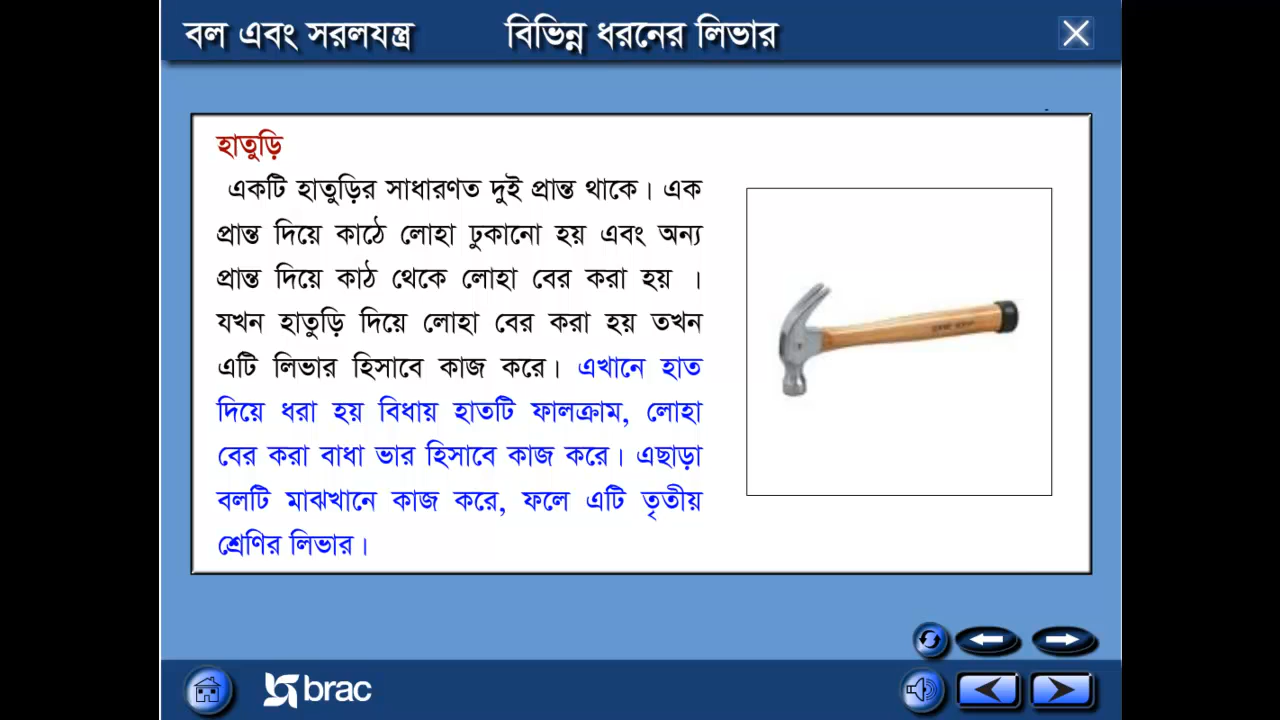 বল এবং সরলযন্ত্র বিভিন্ন ধরনের লিভার
হাতুড়ি
একটি হাতুড়ির সাধারণত দুই প্রান্ত থাকে। এক
প্রান্ত দিয়ে কাঠে লোহা ঢুকানো হয় এবং অন্য
প্রান্ত দিয়ে কাঠ থেকে লোহা বের করা হয় ।
যখন হাতুড়ি দিয়ে লোহা বের করা হয় তখন
এটি লিভার হিসাবে কাজ করে। এখানে হাত
দিয়ে ধরা হয় বিধায় হাতটি ফালক্রাম, লোহা
বের করা বাধা ভার হিসাবে কাজ করে। এছাড়া
বলটি মাঝখানে কাজ করে, ফলে এটি তৃতীয়
শ্রেণির লিভার।
brac